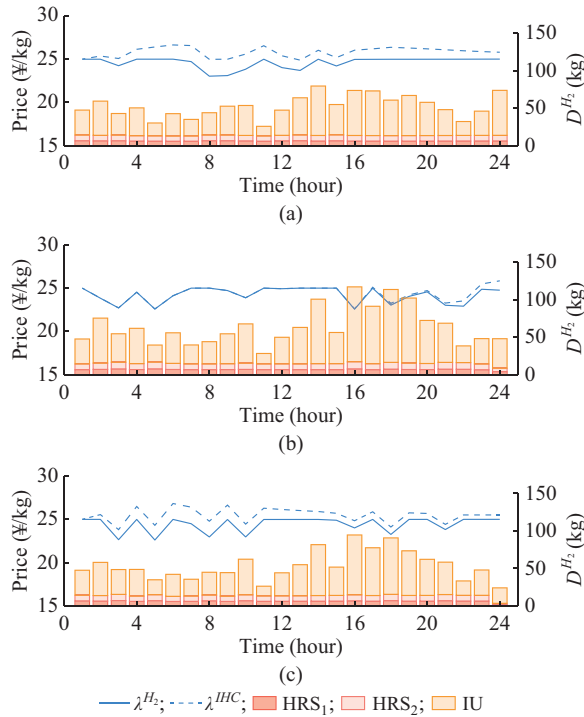 30
25
20
15
Price (¥/kg)
150
100
50
0
D^{H_2} (kg)
0 4 8 12 16 20 24
Time (hour)
(a)
30
25
20
15
Price (¥/kg)
150
100
50
0
D^{H_2} (kg)
0 4 8 12 16 20 24
Time (hour)
(b)
30
25
20
15
Price (¥/kg)
150
100
50
0
D^{H_2} (kg)
0 4 8 12 16 20 24
Time (hour)
(c)
λ^{H_2}; λ^{IHC}; HRS_1; HRS_2; IU